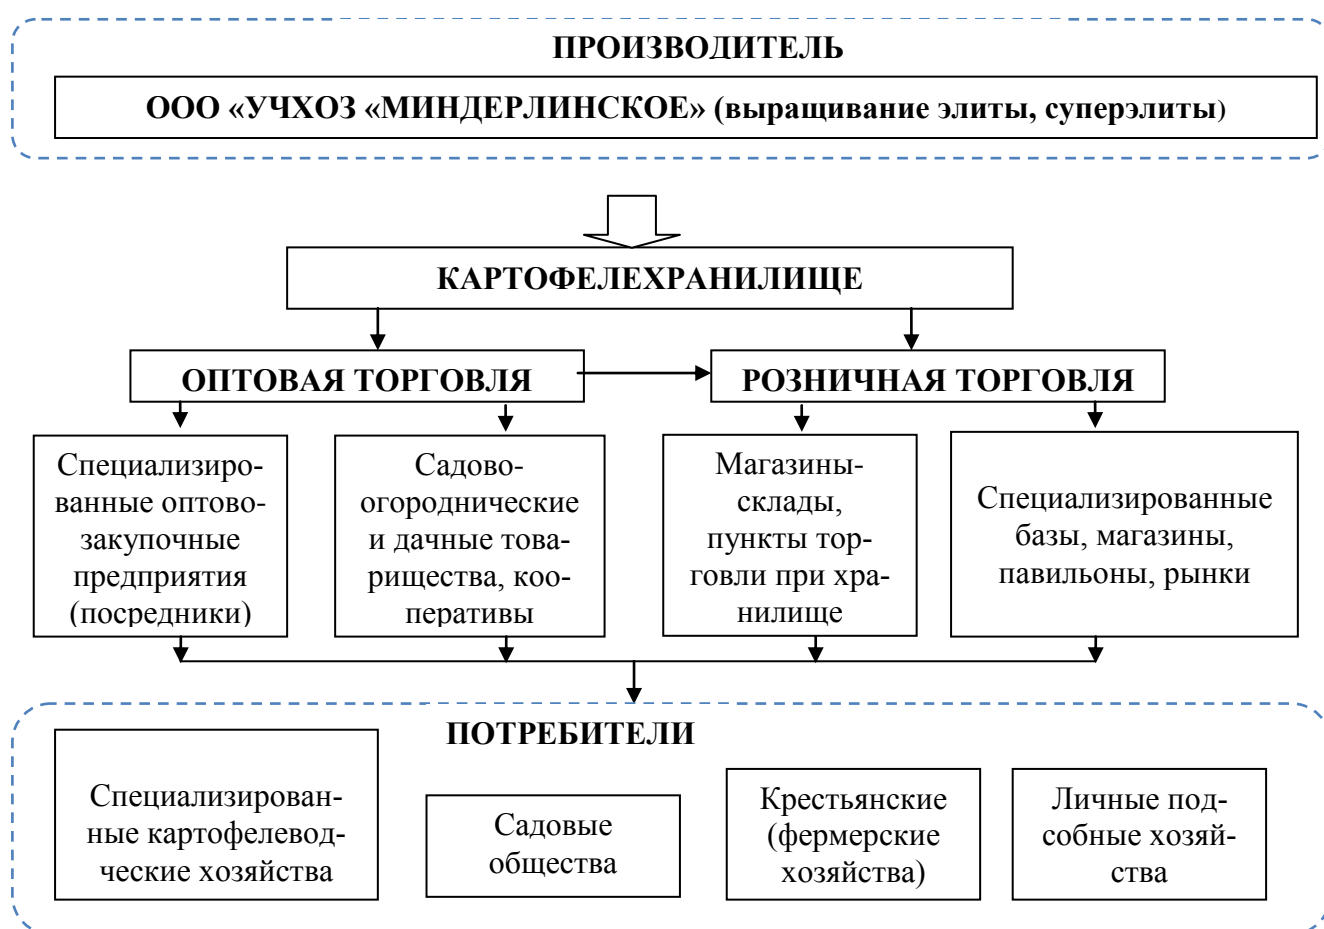 ПРОИЗВОДИТЕЛЬ
ООО «УЧХОЗ «МИНДЕРЛИНСКОЕ» (выращивание элиты, суперэлиты)
КАРТОФЕЛЕХРАНИЛИЩЕ
ОПТОВАЯ ТОРГОВЛЯ
РОЗНИЧНАЯ ТОРГОВЛЯ
Специализиро-
ванные оптово-
закупочные
предприятия
(посредники)
Садово-
огороднические
и дачные това-
рищества, коо-
перативы
Магазины-
склады,
пункты тор-
говли при хра-
нилище
Специализированные
базы, магазины,
павильоны, рынки
ПОТРЕБИТЕЛИ
Специализирован-
ные картофелевод-
ческие хозяйства
Садовые
общества
Крестьянские
(фермерские
хозяйства)
Личные под-
собные хозяй-
ства